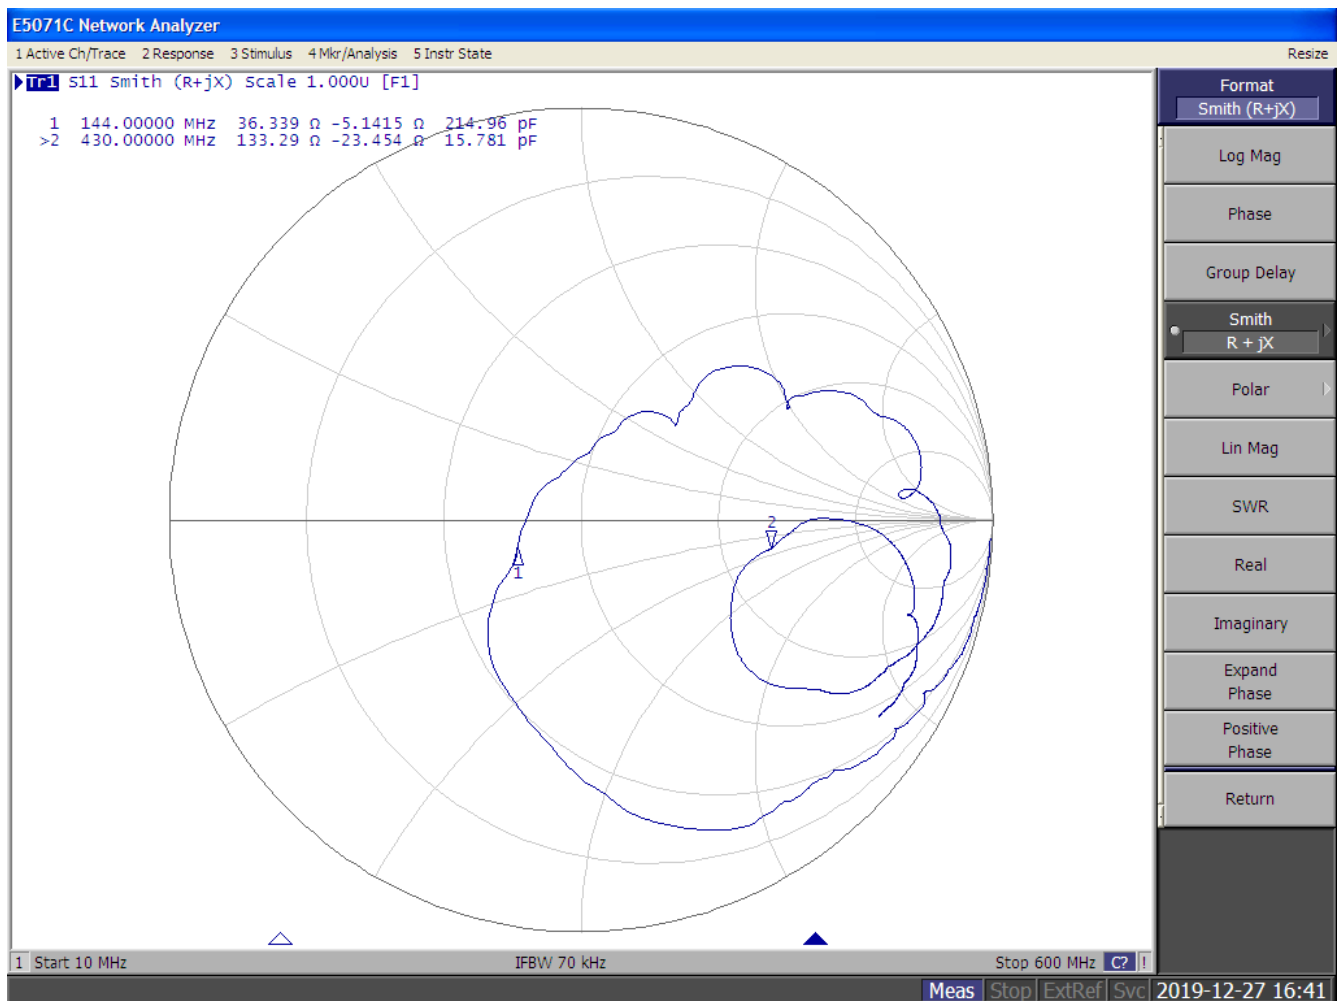 E5071C Network Analyzer
1 Active Ch/Trace 2 Response 3 Stimulus 4 Mkr/Analysis 5 Instr State Resize
Tr1 S11 Smith (R+jX) Scale 1.000U [F1]
1 144.00000 MHz 36.339 Ω -5.1415 Ω 214.96 pF
>2 430.00000 MHz 133.29 Ω -23.454 Ω 15.781 pF
2
1
Format
Smith (R+jX)
Log Mag
Phase
Group Delay
Smith
R + jX
Polar
Lin Mag
SWR
Real
Imaginary
Expand
Phase
Positive
Phase
Return
1 Start 10 MHz IFBW 70 kHz Stop 600 MHz C? !
Meas Stop ExtRef Svc 2019-12-27 16:41